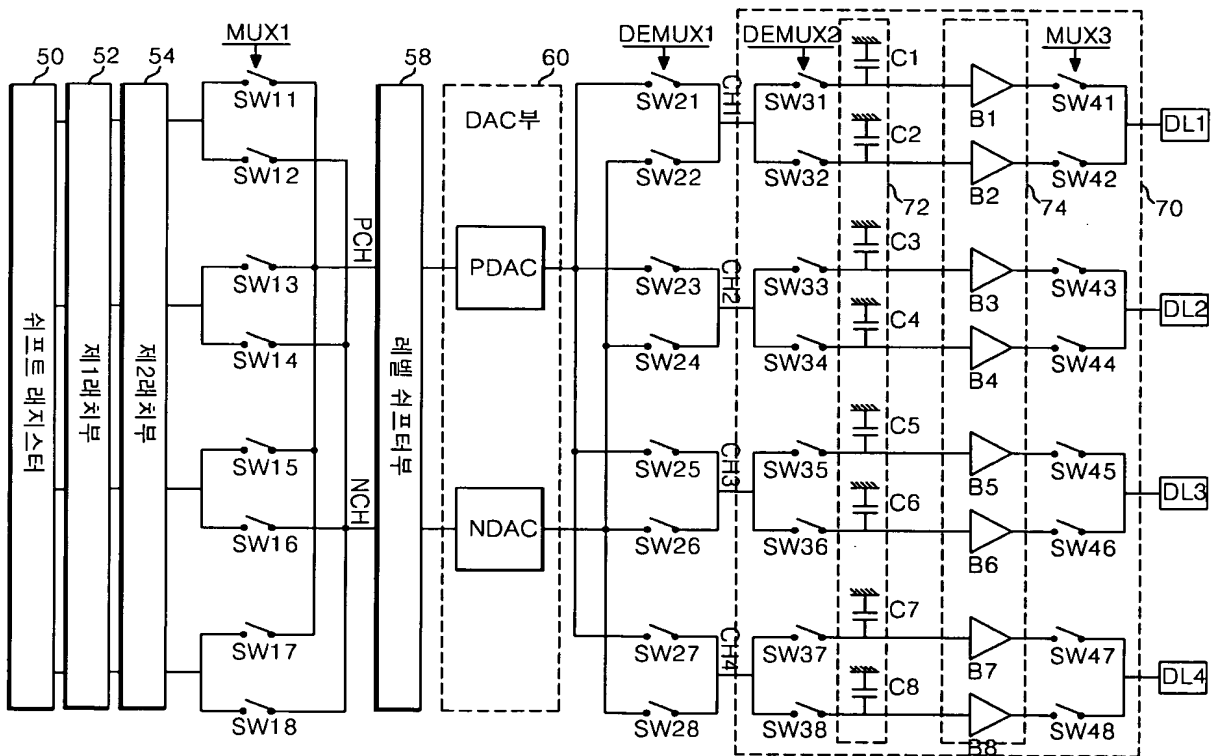 50
52
54
MUX1
SW11
SW12
SW13
SW14
SW15
SW16
SW17
SW18
쉬프트 래지스터
제1래치부
제2래치부
PCH
NCH
58
레벨 쉬프터부
60
DAC부
PDAC
NDAC
DEMUX1
SW21
SW22
SW23
SW24
SW25
SW26
SW27
SW28
CH1
CH2
CH3
CH4
DEMUX2
SW31
SW32
SW33
SW34
SW35
SW36
SW37
SW38
C1
C2
C3
C4
C5
C6
C7
C8
72
B1
B2
B3
B4
B5
B6
B7
B8
74
MUX3
SW41
SW42
SW43
SW44
SW45
SW46
SW47
SW48
70
DL1
DL2
DL3
DL4